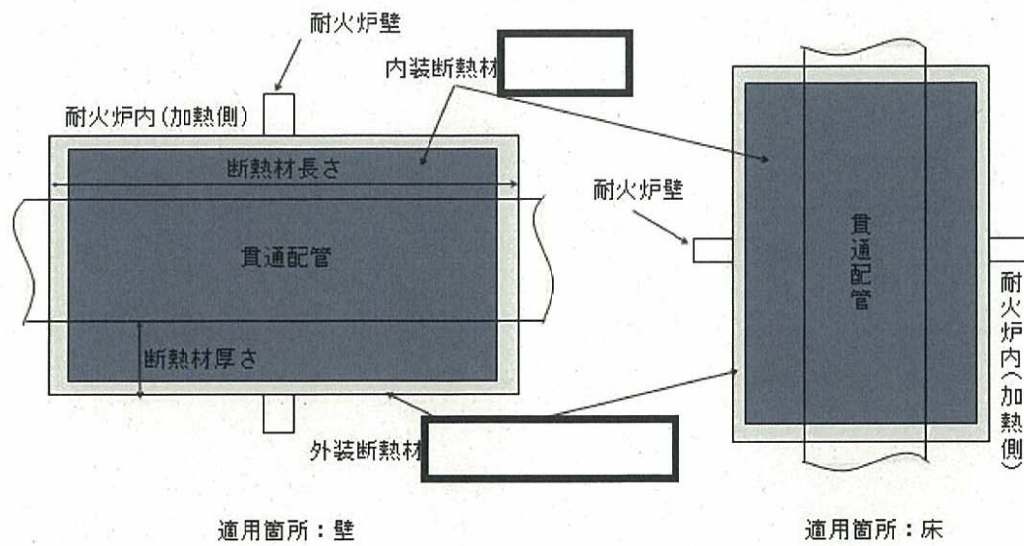 耐火炉壁
内装断熱材
耐火炉内(加熱側)
断熱材長さ
貫通配管
断熱材厚さ
外装断熱材
適用箇所：壁
耐火炉壁
貫通配管
耐火炉内(加熱側)
適用箇所：床